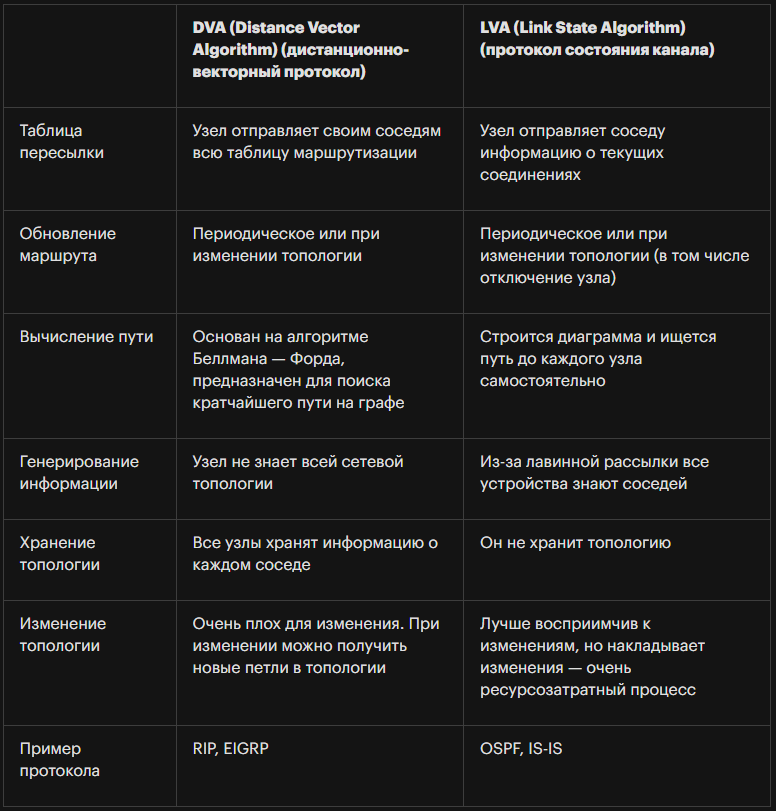 DVA (Distance Vector
Algorithm) (дистанционно-
векторный протокол)
LVA (Link State Algorithm)
(протокол состояния канала)
Таблица
пересылки
Узел отправляет своим соседям
всю таблицу маршрутизации
Узел отправляет соседу
информацию о текущих
соединениях
Обновление
маршрута
Периодическое или при
изменении топологии
Периодическое или при
изменении топологии (в том числе
отключение узла)
Вычисление пути
Основан на алгоритме
Беллмана — Форда,
предназначен для поиска
кратчайшего пути на графе
Строится диаграмма и ищется
путь до каждого узла
самостоятельно
Генерирование
информации
Узел не знает всей сетевой
топологии
Из-за лавинной рассылки все
устройства знают соседей
Хранение
топологии
Все узлы хранят информацию о
каждом соседе
Он не хранит топологию
Изменение
топологии
Очень плох для изменения. При
изменении можно получить
новые петли в топологии
Лучше восприимчив к
изменениям, но накладывает
изменения — очень
ресурсозатратный процесс
Пример
протокола
RIP, EIGRP
OSPF, IS-IS